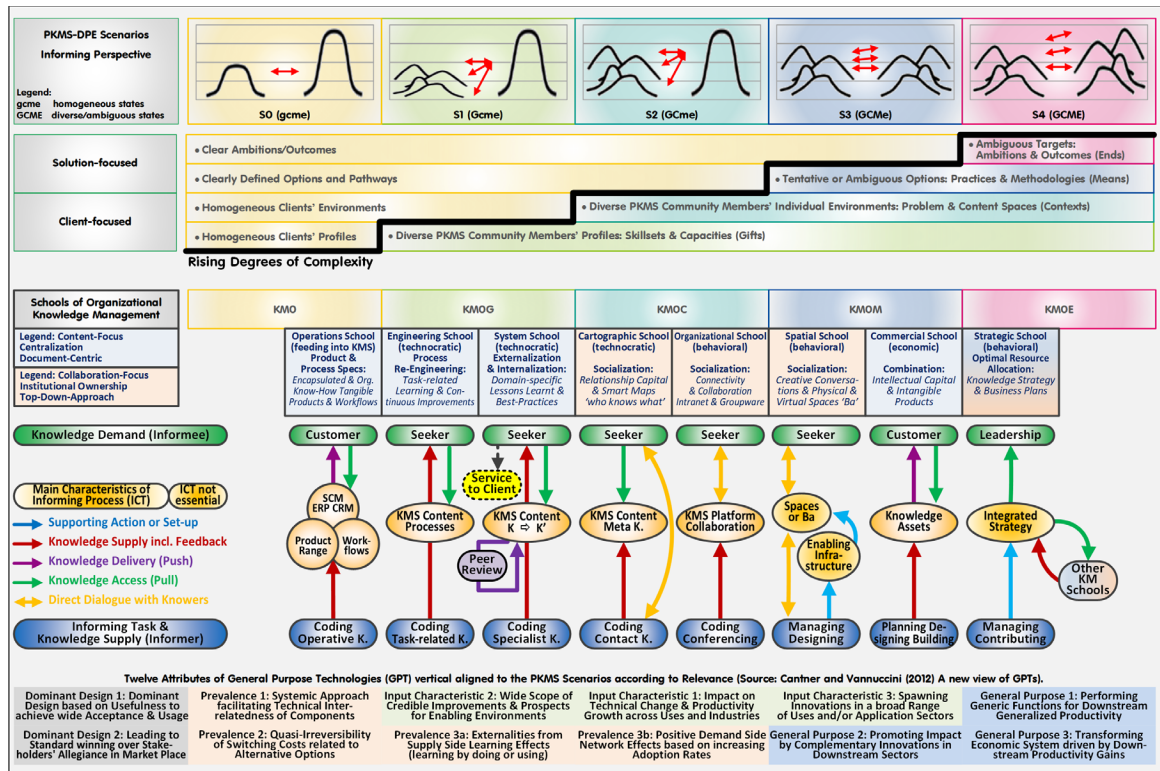 PKMS-DPE Scenarios
Informing Perspective
Legend:
gcme homogeneous states
GCME diverse/ambiguous states
S0 (gcme)
S1 (Gcme)
S2 (GCme)
S3 (GCMe)
S4 (GCME)
Solution-focused
Client-focused
• Clear Ambitions/Outcomes
• Ambiguous Targets:
Ambitions & Outcomes (Ends)
• Clearly Defined Options and Pathways
• Tentative or Ambiguous Options: Practices & Methodologies (Means)
• Homogeneous Clients' Environments
• Diverse PKMS Community Members' Individual Environments: Problem & Content Spaces (Contexts)
• Homogeneous Clients' Profiles
• Diverse PKMS Community Members' Profiles: Skillsets & Capacities (Gifts)
Rising Degrees of Complexity
Schools of Organizational
Knowledge Management
Legend: Content-Focus
Centralization
Document-Centric
Legend: Collaboration-Focus
Institutional Ownership
Top-Down-Approach
KMO
KMOG
KMOC
KMOM
KMOE
Operations School
(feeding into KMS)
Product &
Process Specs:
Encapsulated & Org.
Know-How Tangible
Products & Workflows
Engineering School
(technocratic)
Process
Re-Engineering:
Task-related
Learning & Con-
tinuous Improvements
System School
(technocratic)
Externalization
& Internalization:
Domain-specific
Lessons Learnt &
Best-Practices
Cartographic School
(technocratic)
Socialization:
Relationship Capital
& Smart Maps
'who knows what'
Organizational School
(behavioral)
Socialization:
Connectivity
& Collaboration
Intranet & Groupware
Spatial School
(behavioral)
Socialization:
Creative Conversa-
tions & Physical &
Virtual Spaces 'Ba'
Commercial School
(economic)
Combination:
Intellectual Capital
& Intangible
Products
Strategic School
(behavioral)
Optimal Resource
Allocation:
Knowledge Strategy
& Business Plans
Knowledge Demand (Informee)
Customer
Seeker
Seeker
Seeker
Seeker
Seeker
Customer
Leadership
Main Characteristics of
Informing Process (ICT)
ICT not
essential
Supporting Action or Set-up
Knowledge Supply incl. Feedback
Knowledge Delivery (Push)
Knowledge Access (Pull)
Direct Dialogue with Knowers
SCM
ERP CRM
Product
Range
Work-
flows
KMS Content
Processes
Service
to Client
KMS Content
K ⇨ K'
Peer
Review
KMS Content
Meta K.
KMS Platform
Collaboration
Spaces
or Ba
Enabling
Infra-
structure
Knowledge
Assets
Integrated
Strategy
Other
KM
Schools
Informing Task &
Knowledge Supply (Informer)
Coding
Operative K.
Coding
Task-related K.
Coding
Specialist K.
Coding
Contact K.
Coding
Conferencing
Managing
Designing
Planning De-
signing Building
Managing
Contributing
Twelve Attributes of General Purpose Technologies (GPT) vertical aligned to the PKMS Scenarios according to Relevance (Source: Cantner and Vannuccini (2012) A new view of GPTs).
Dominant Design 1: Dominant
Design based on Usefulness to
achieve wide Acceptance & Usage
Prevalence 1: Systemic Approach
facilitating Technical Inter-
relatedness of Components
Input Characteristic 2: Wide Scope of
Credible Improvements & Prospects
for Enabling Environments
Input Characteristic 1: Impact on
Technical Change & Productivity
Growth across Uses and Industries
Input Characteristic 3: Spawning
Innovations in a broad Range
of Uses and/or Application Sectors
General Purpose 1: Performing
Generic Functions for Downstream
Generalized Productivity
Dominant Design 2: Leading to
Standard winning over Stake-
holders' Allegiance in Market Place
Prevalence 2: Quasi-Irreversibility
of Switching Costs related to
Alternative Options
Prevalence 3a: Externalities from
Supply Side Learning Effects
(learning by doing or using)
Prevalence 3b: Positive Demand Side
Network Effects based on increasing
Adoption Rates
General Purpose 2: Promoting Impact
by Complementary Innovations in
Downstream Sectors
General Purpose 3: Transforming
Economic System driven by Down-
stream Productivity Gains